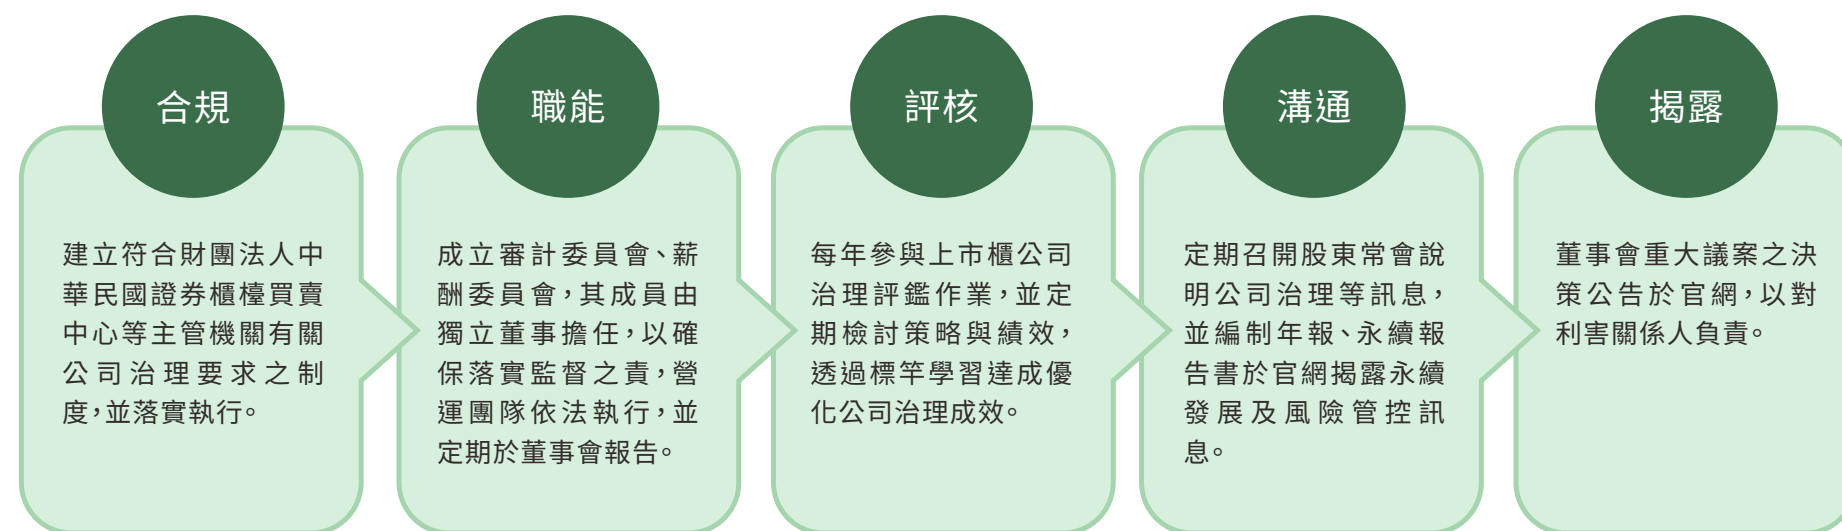 合規
建立符合財團法人中
華民國證券櫃檯買賣
中心等主管機關有關
公司治理要求之制
度，並落實執行。
職能
成立審計委員會、薪
酬委員會，其成員由
獨立董事擔任，以確
保落實監督之責，營
運團隊依法執行，並
定期於董事會報告。
評核
每年參與上市櫃公司
治理評鑑作業，並定
期檢討策略與績效，
透過標竿學習達成優
化公司治理成效。
溝通
定期召開股東常會說
明公司治理等訊息，
並編制年報、永續報
告書於官網揭露永續
發展及風險管控訊
息。
揭露
董事會重大議案之決
策公告於官網，以對
利害關係人負責。